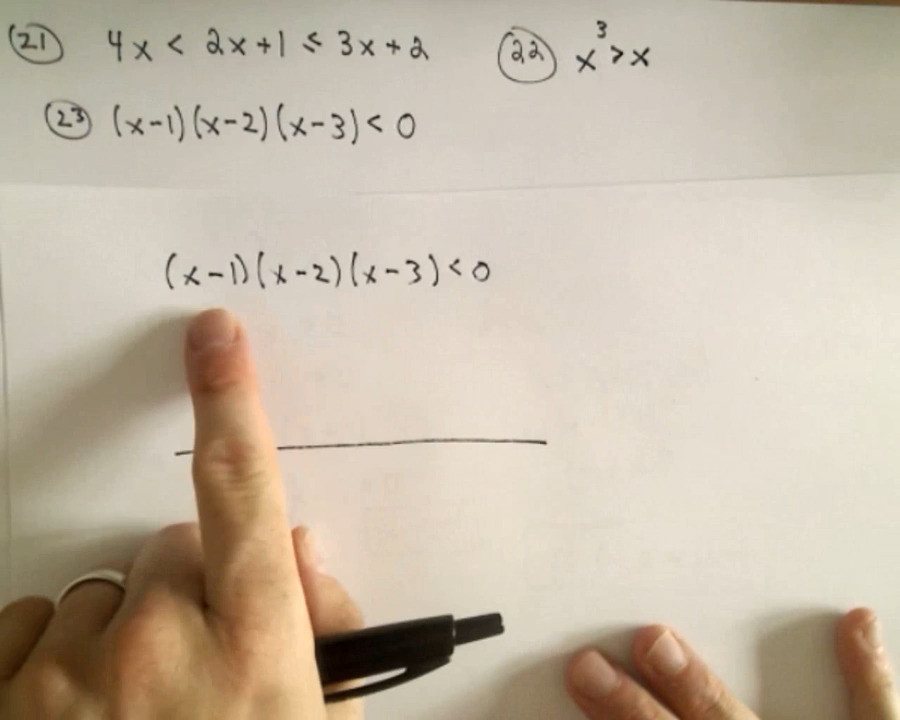 (21) 4x < 2x+1 ≤ 3x+2 (22) x³ > x
(23) (x-1)(x-2)(x-3) < 0
(x-1)(x-2)(x-3) < 0